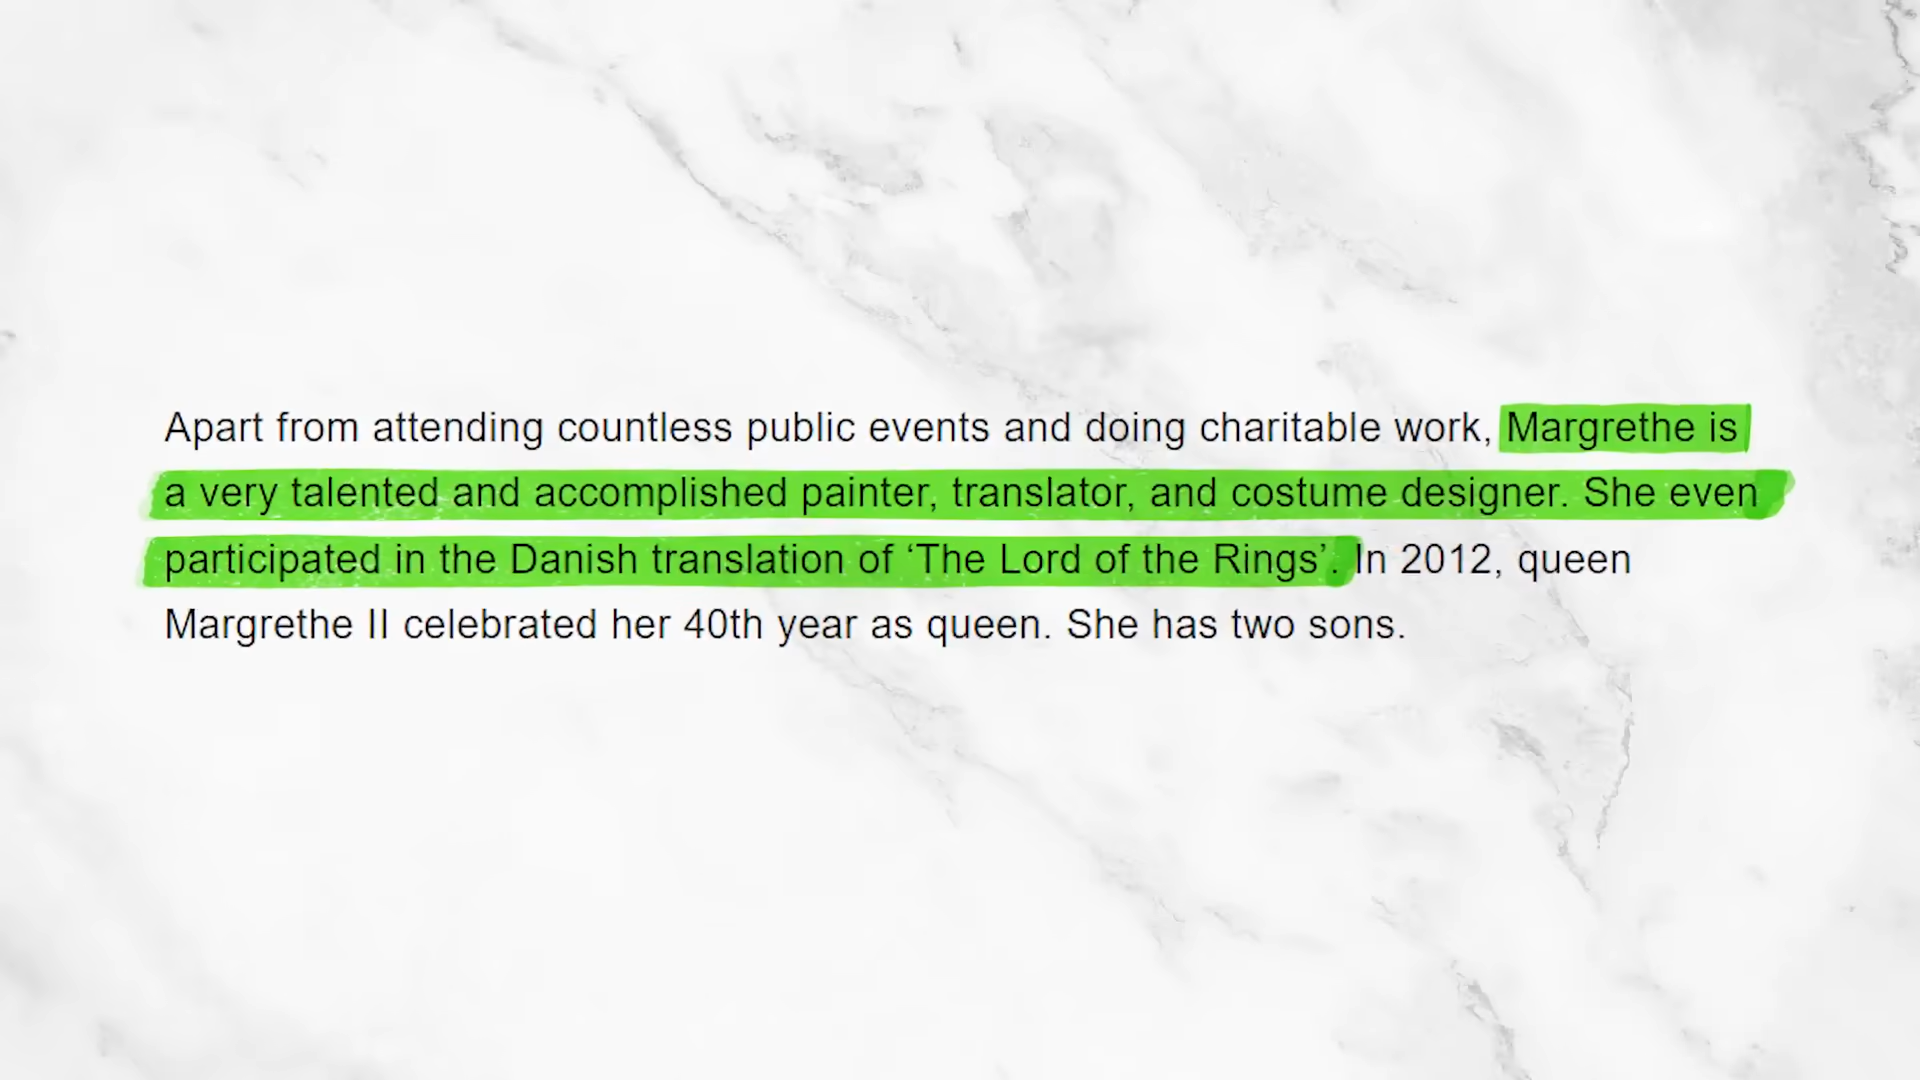 Apart from attending countless public events and doing charitable work, Margrethe is
a very talented and accomplished painter, translator, and costume designer. She even
participated in the Danish translation of ‘The Lord of the Rings’. In 2012, queen
Margrethe II celebrated her 40th year as queen. She has two sons.